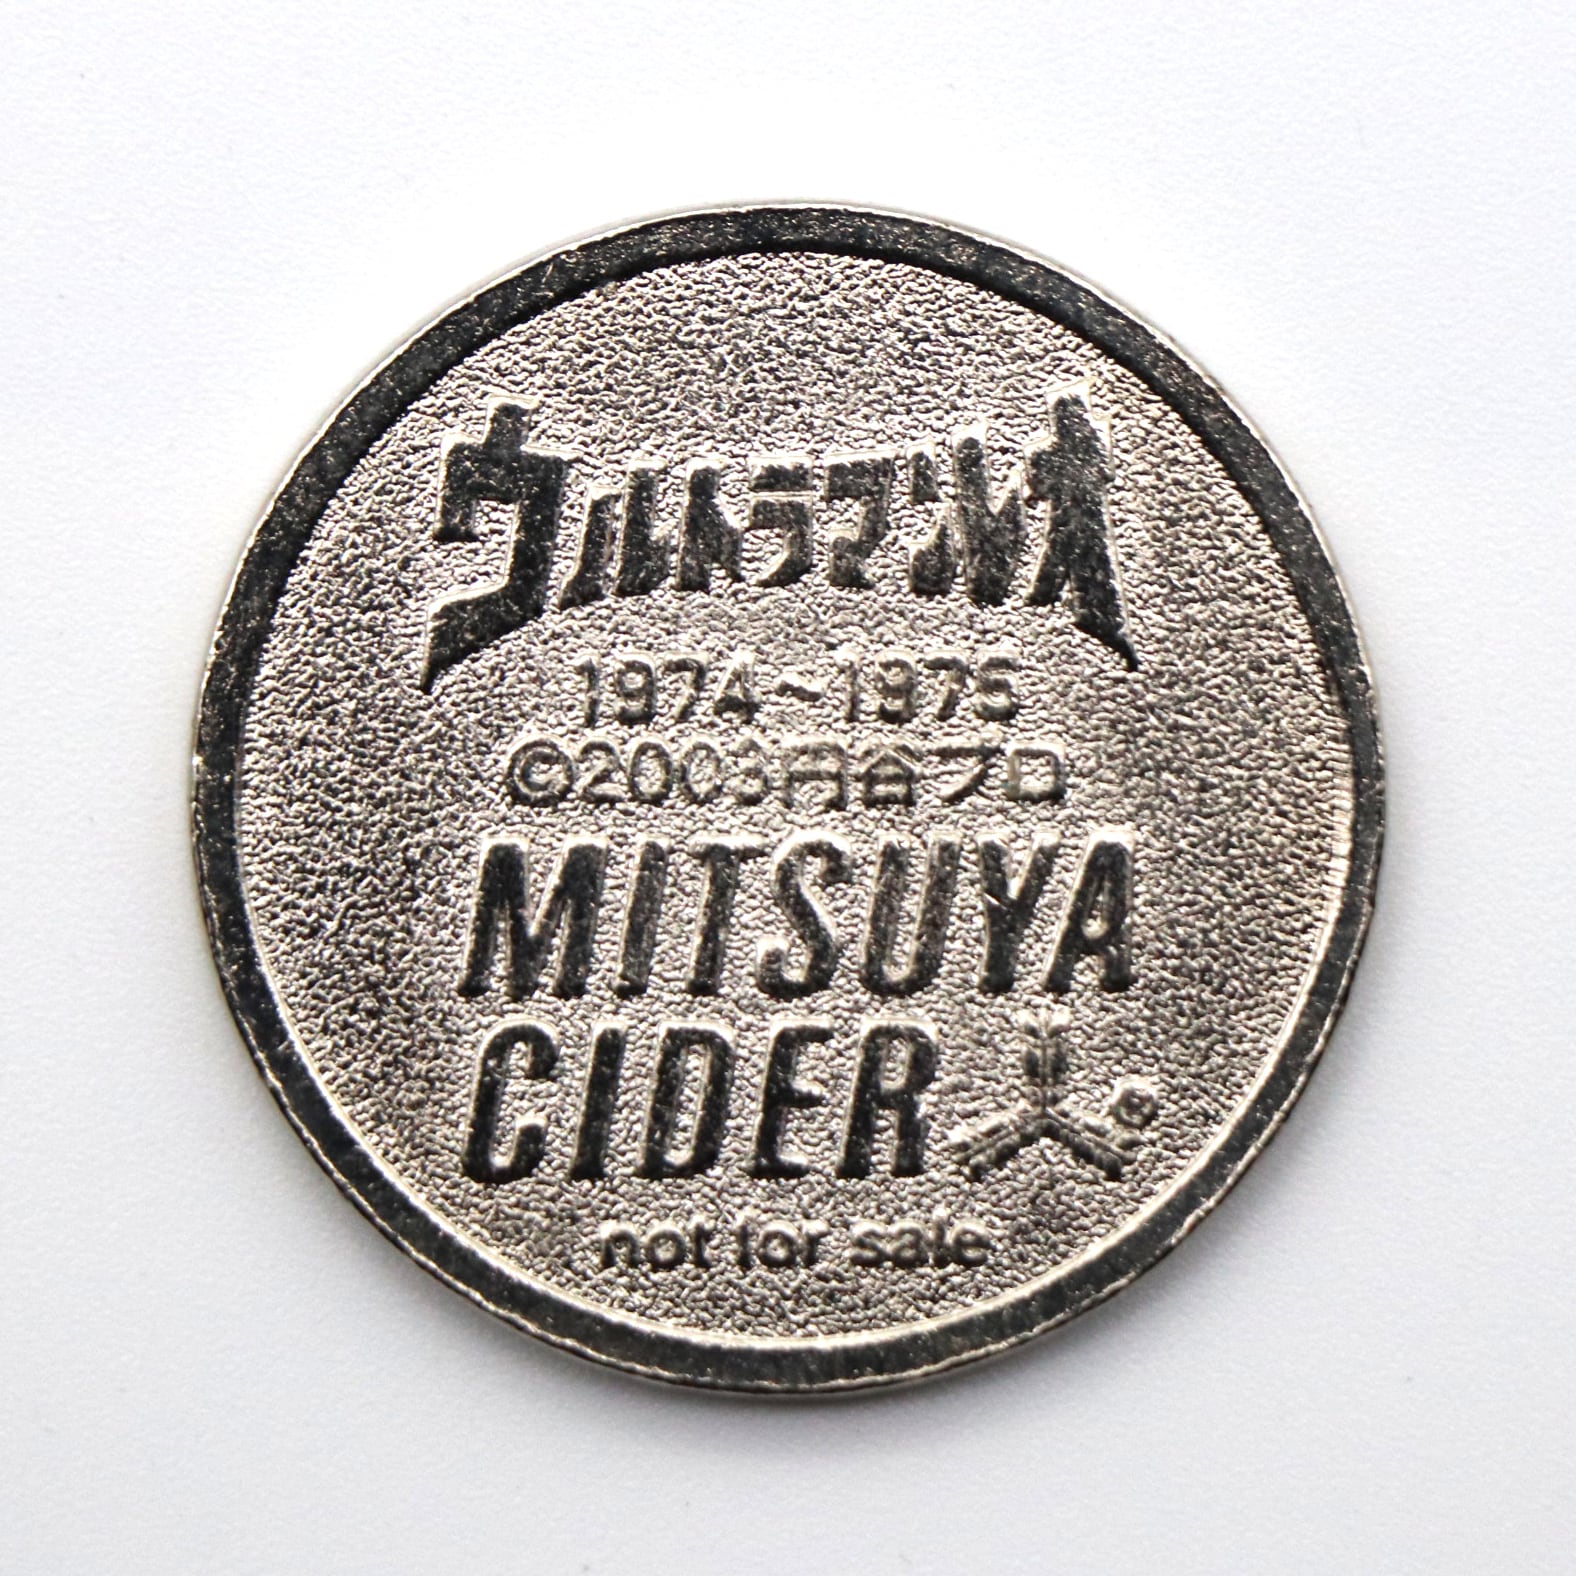 ウルトラマンレオ
1974~1975
©2003円谷プロ
MITSUYA
CIDER
not for sale